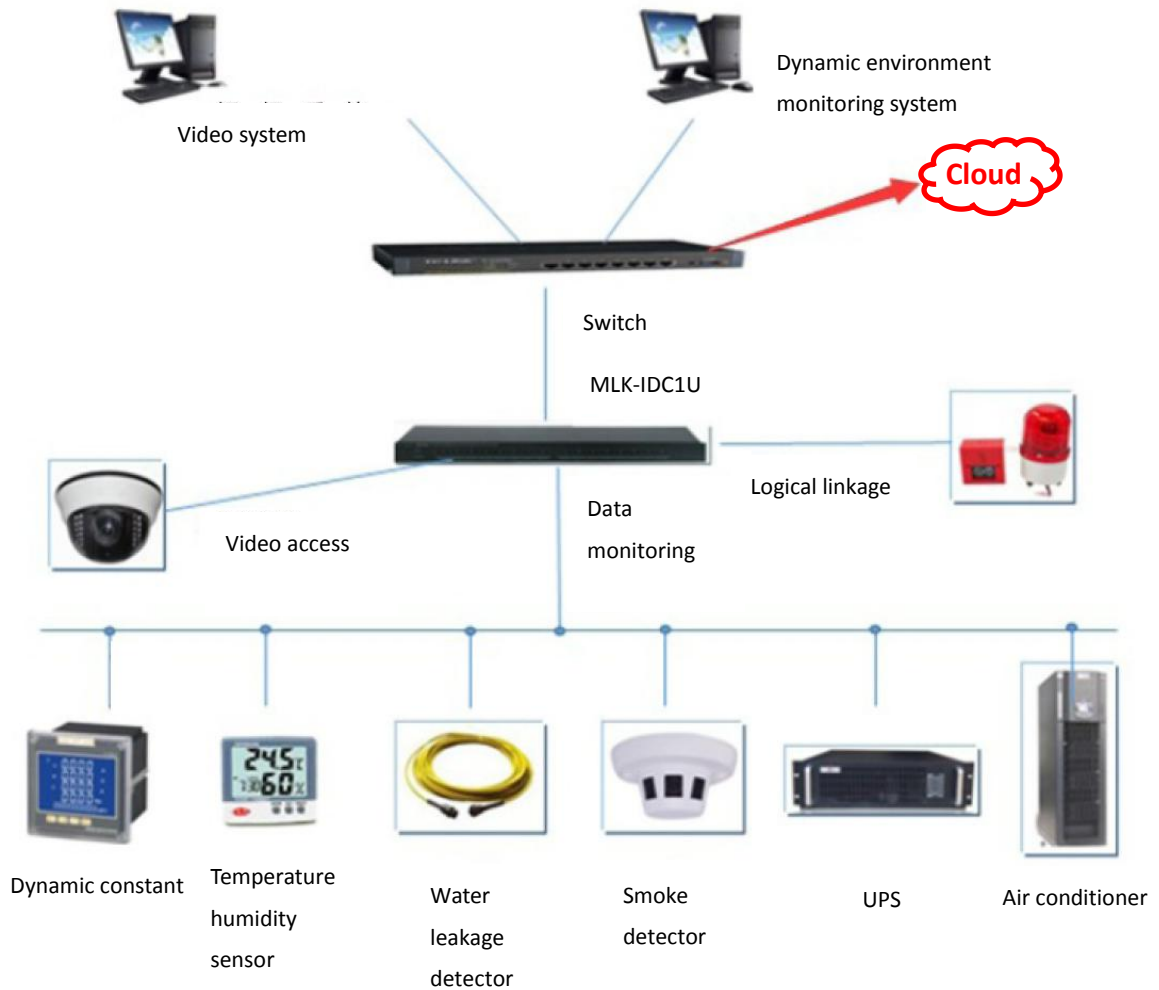 Dynamic environment
monitoring system
Video system
Cloud
Switch
MLK-IDC1U
Logical linkage
Data
monitoring
Video access
24.5
60%
Dynamic constant
Temperature
humidity
sensor
Water
leakage
detector
Smoke
detector
UPS
Air conditioner